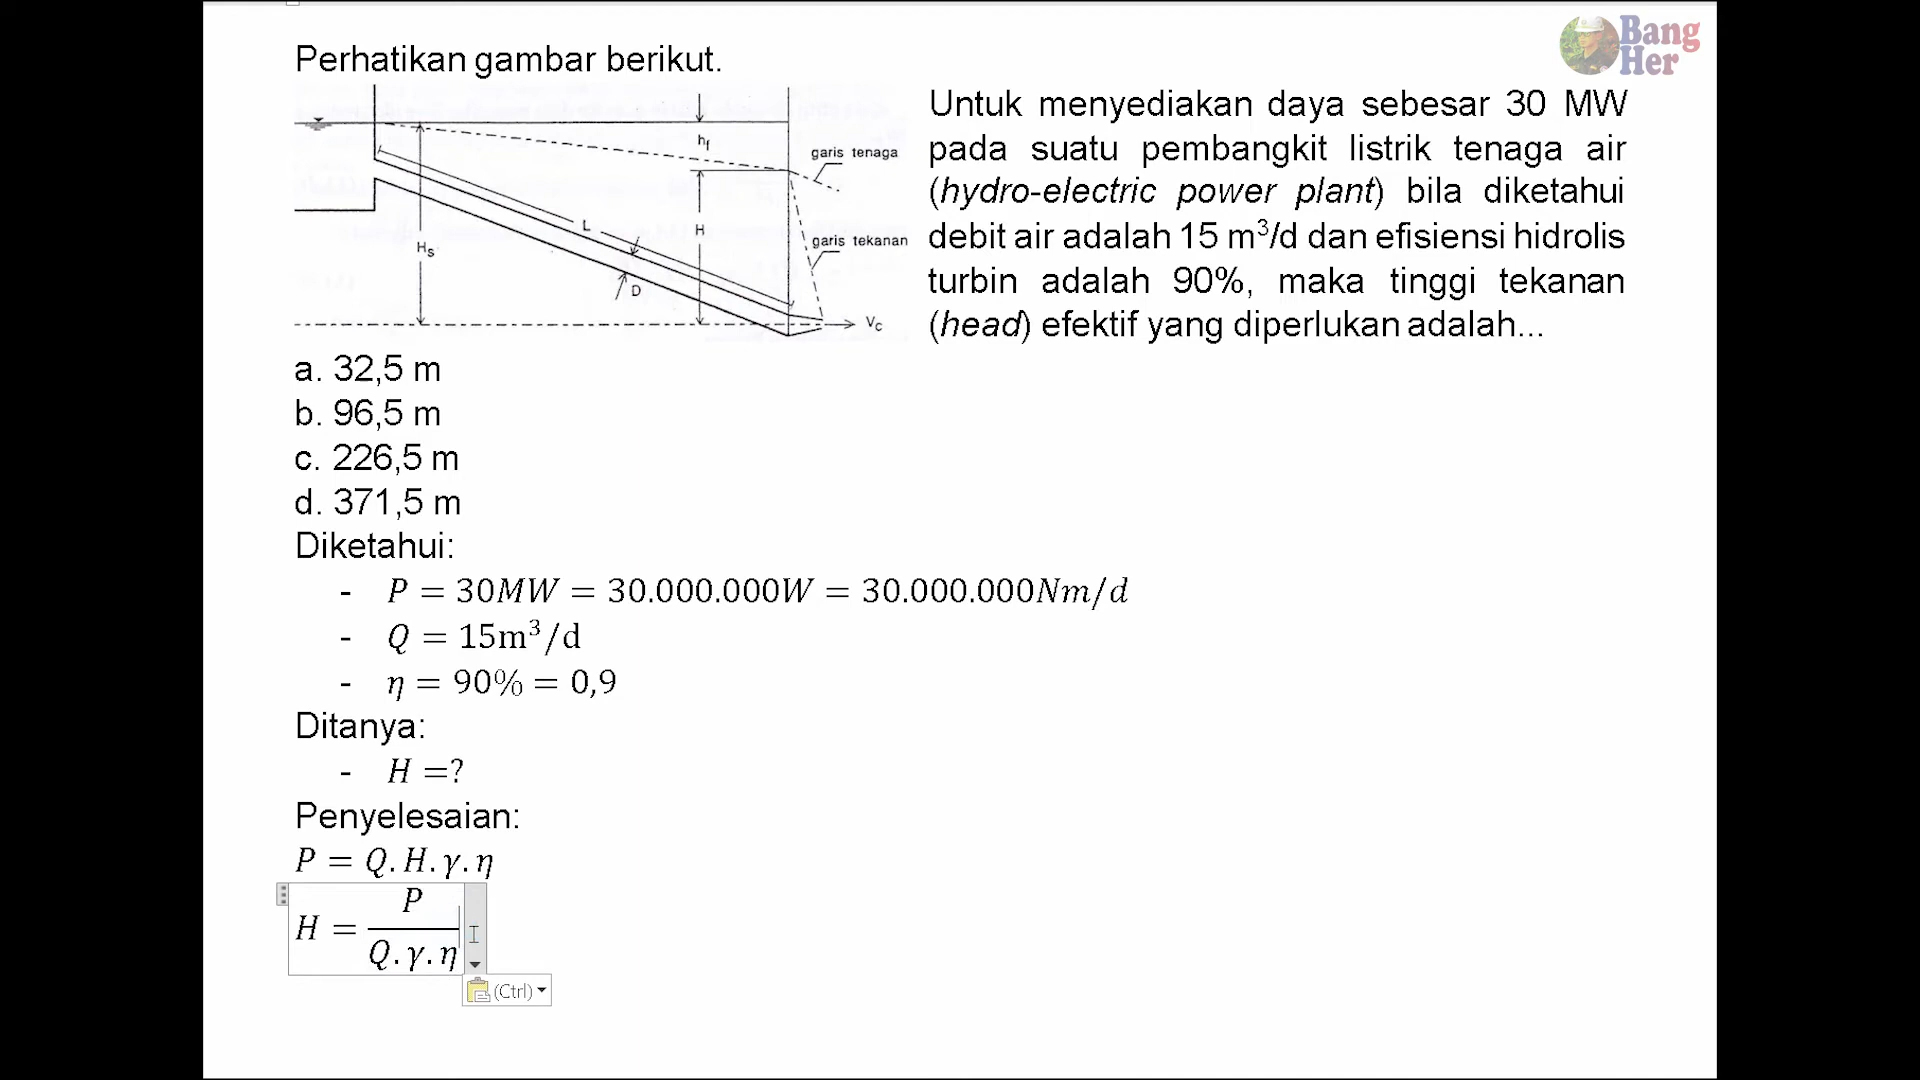 Bang
Her
Perhatikan gambar berikut.
hf
garis tenaga
L
H
Hs
garis tekanan
D
Vc
Untuk menyediakan daya sebesar 30 MW
pada suatu pembangkit listrik tenaga air
(hydro-electric power plant) bila diketahui
debit air adalah 15 m³/d dan efisiensi hidrolis
turbin adalah 90%, maka tinggi tekanan
(head) efektif yang diperlukan adalah...
a. 32,5 m
b. 96,5 m
c. 226,5 m
d. 371,5 m
Diketahui:
- P = 30MW = 30.000.000W = 30.000.000Nm/d
- Q = 15m³/d
- η = 90% = 0,9
Ditanya:
- H =?
Penyelesaian:
P = Q. H. γ. η
H = P / Q. γ. η
(Ctrl)